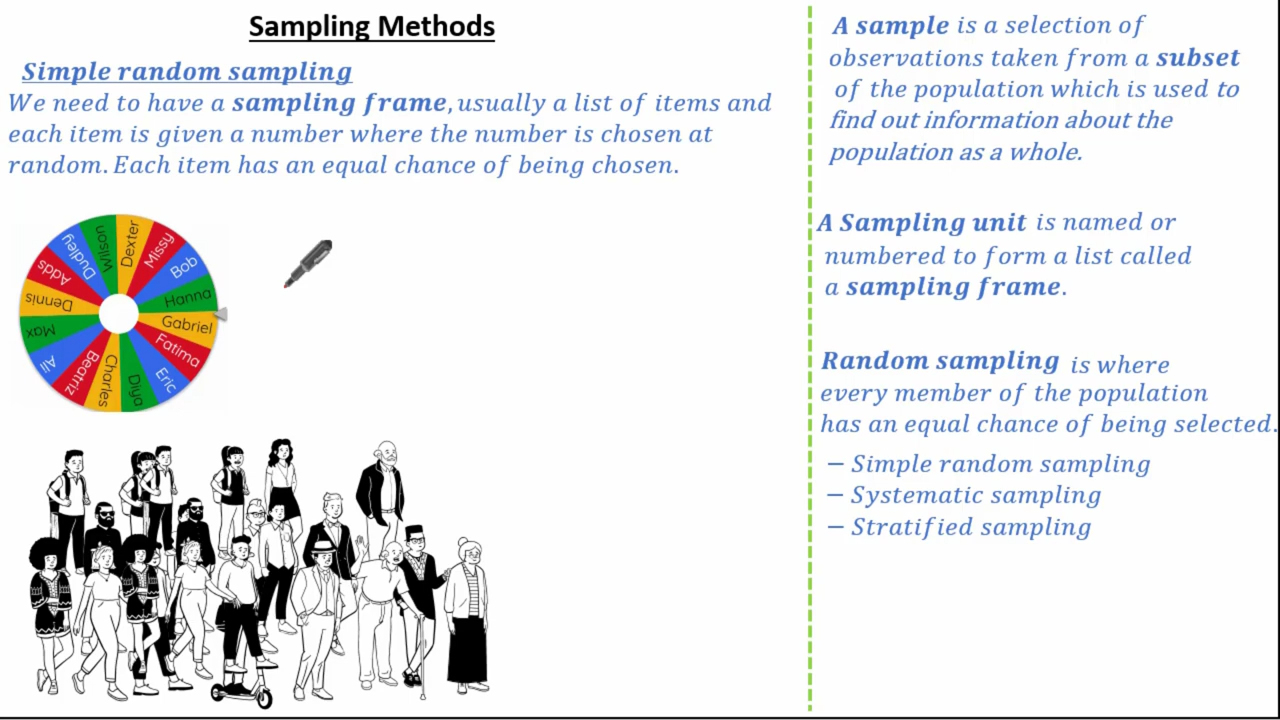 Sampling Methods
Simple random sampling
We need to have a sampling frame, usually a list of items and
each item is given a number where the number is chosen at
random. Each item has an equal chance of being chosen.
Dexter
Missy
Bob
Hanna
Gabriel
Fatima
Eric
Diya
Charles
Beatriz
Ali
Max
Dennis
Adds
Dudley
Wilson
A sample is a selection of
observations taken from a subset
of the population which is used to
find out information about the
population as a whole.
A Sampling unit is named or
numbered to form a list called
a sampling frame.
Random sampling is where
every member of the population
has an equal chance of being selected.
− Simple random sampling
− Systematic sampling
− Stratified sampling